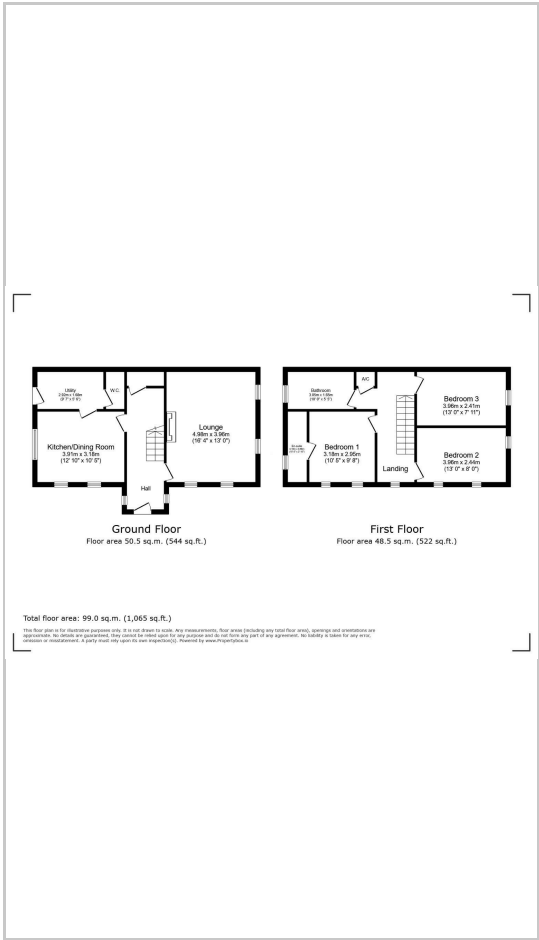 Utility
2.92m x 1.68m
(9' 7" x 5' 6")
W.C.
Kitchen/Dining Room
3.91m x 3.18m
(12' 10" x 10' 5")
Lounge
4.98m x 3.96m
(16' 4" x 13' 0")
Hall
Ground Floor
Floor area 50.5 sq.m. (544 sq.ft.)
Bathroom
A/C
Bedroom 3
3.96m x 2.41m
(13' 0" x 7' 11")
Bedroom 1
3.18m x 2.95m
(10' 5" x 9' 8")
Bedroom 2
3.96m x 2.44m
(13' 0" x 8' 0")
Landing
First Floor
Floor area 48.5 sq.m. (522 sq.ft.)
Total floor area: 99.0 sq.m. (1,065 sq.ft.)
This floor plan is for illustrative purposes only. It is not drawn to scale. Any measurements, floor areas (including any total floor area), openings and orientations are
approximate. No details are guaranteed, they cannot be relied upon for any purpose and do not form any part of any agreement. No liability is taken for any error,
omission or misstatement. A party must rely upon its own inspection(s). Powered by www.Propertybox.io